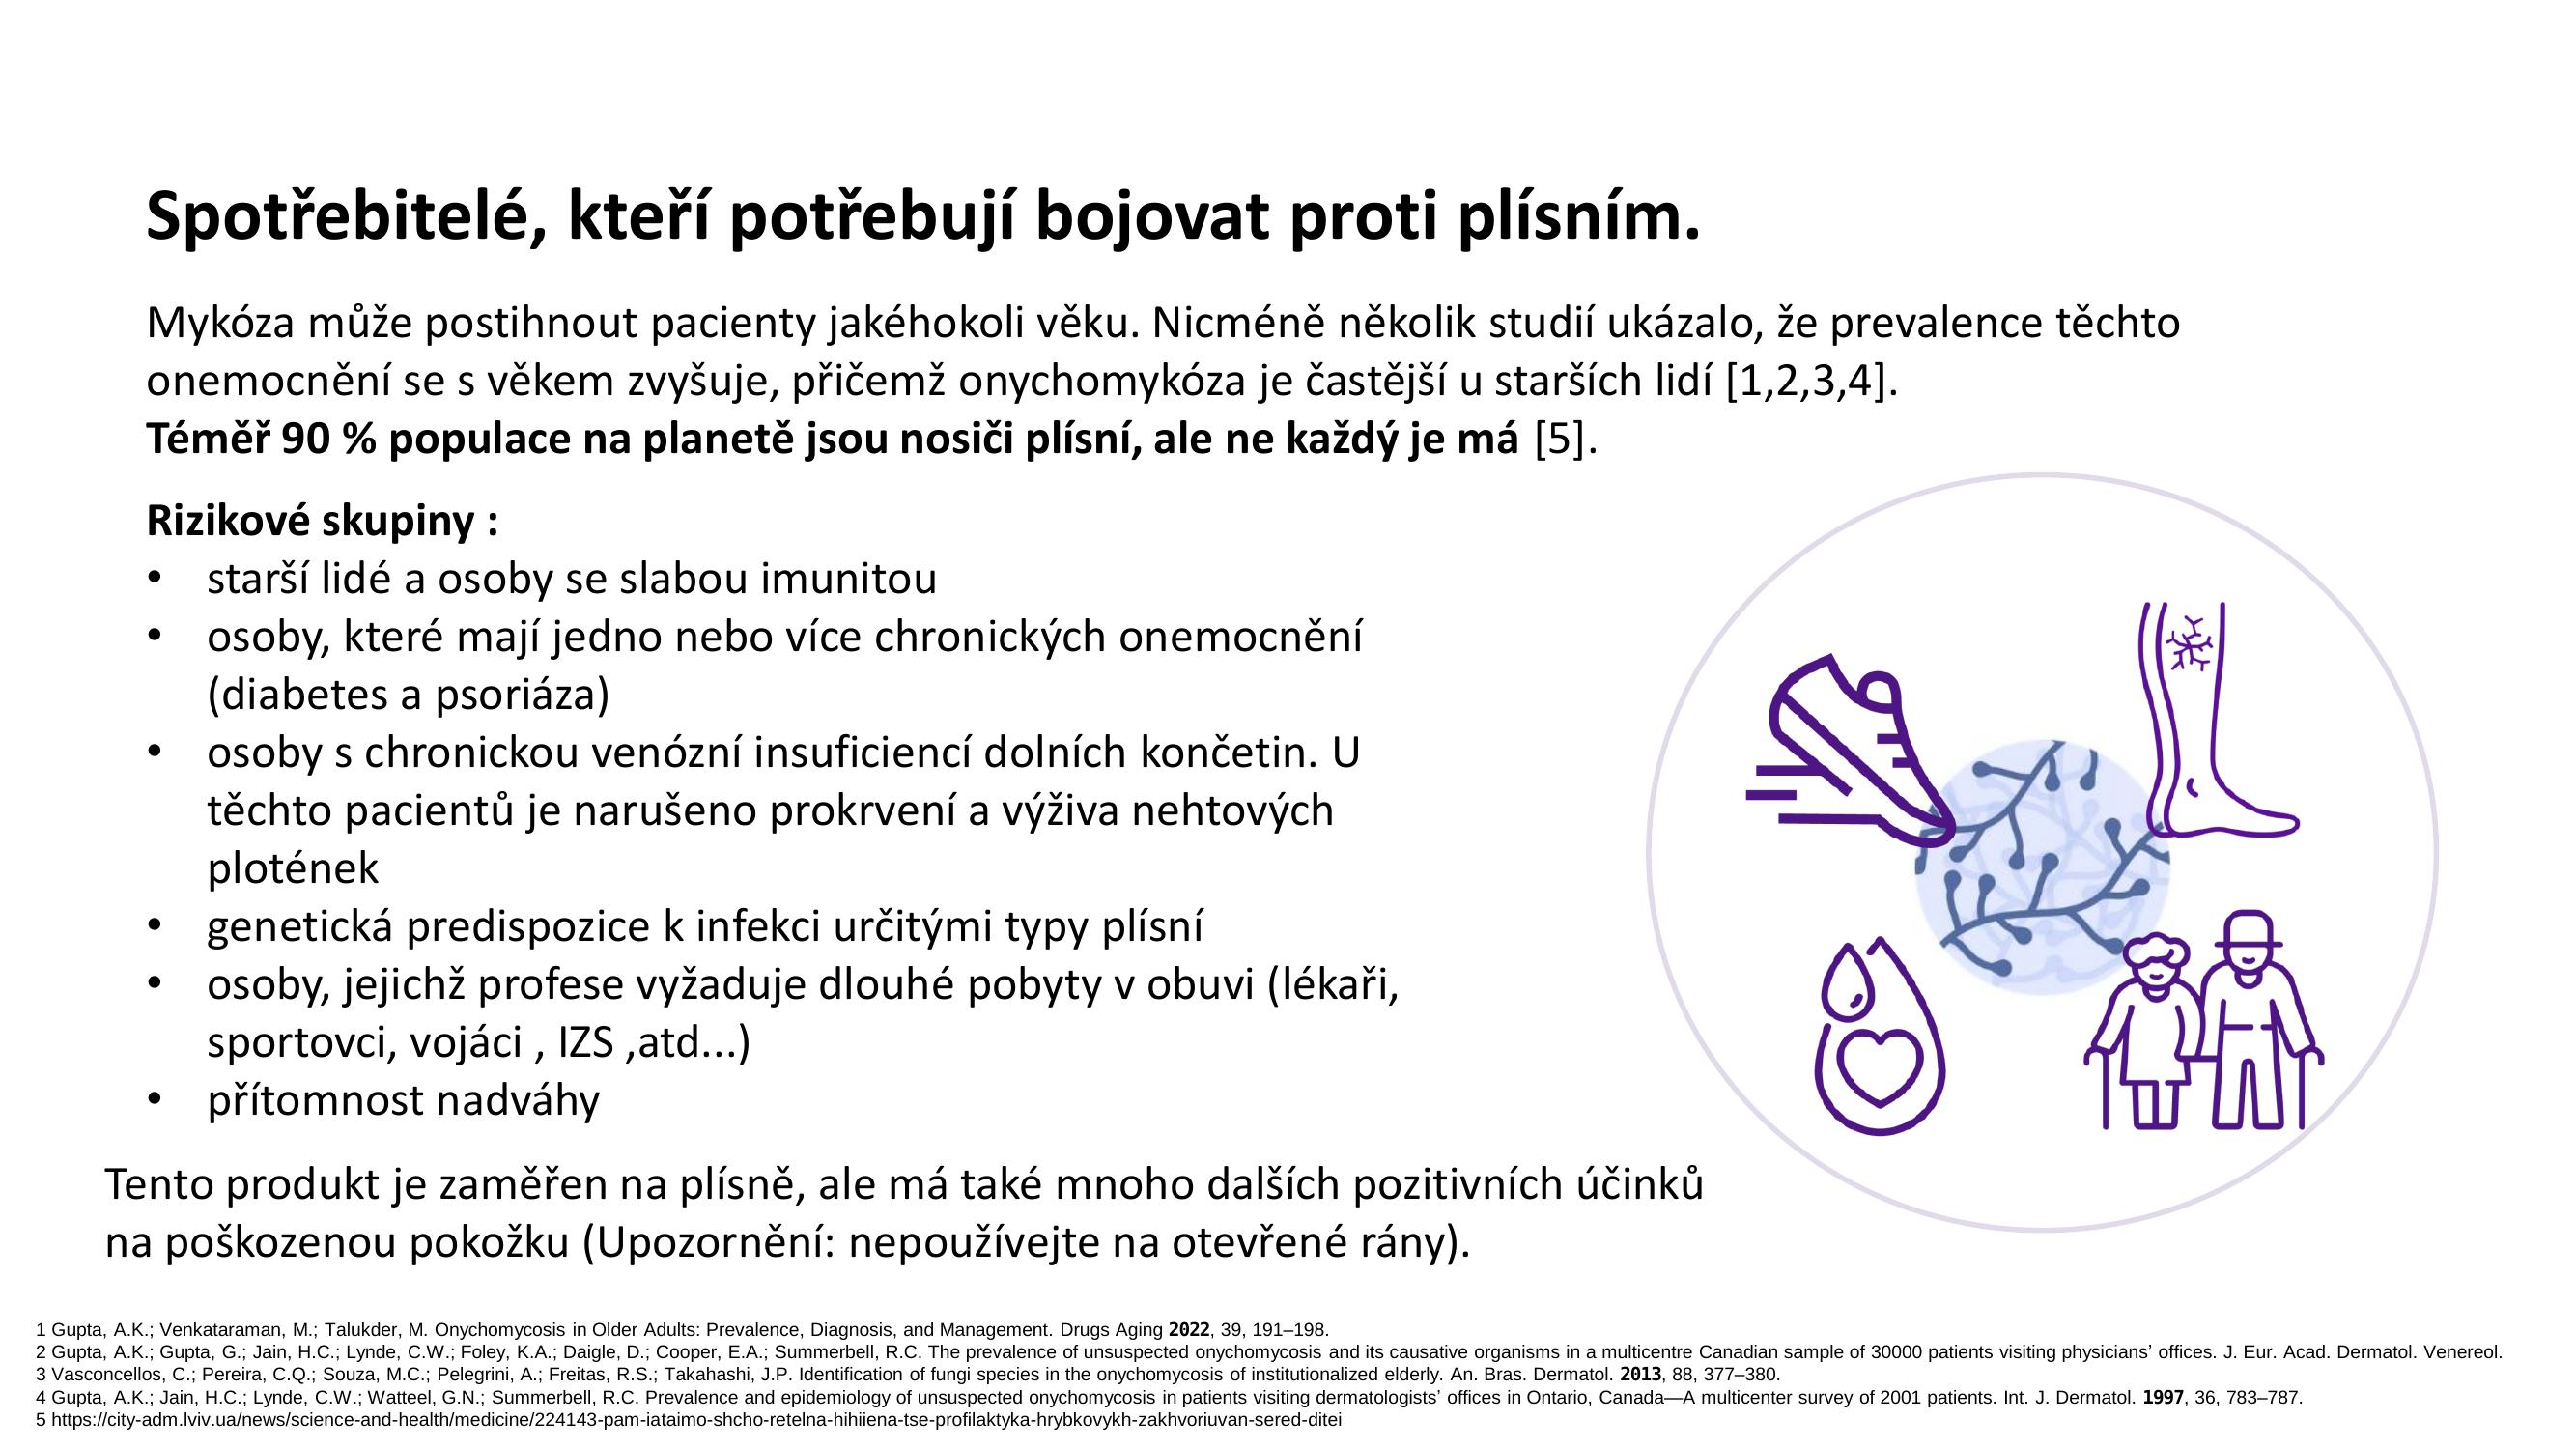 Spotřebitelé, kteří potřebují bojovat proti plísním.
Mykóza může postihnout pacienty jakéhokoli věku. Nicméně několik studií ukázalo, že prevalence těchto
onemocnění se s věkem zvyšuje, přičemž onychomykóza je častější u starších lidí [1,2,3,4].
Téměř 90 % populace na planetě jsou nosiči plísní, ale ne každý je má [5].
Rizikové skupiny :
• starší lidé a osoby se slabou imunitou
• osoby, které mají jedno nebo více chronických onemocnění
(diabetes a psoriáza)
• osoby s chronickou venózní insuficiencí dolních končetin. U
těchto pacientů je narušeno prokrvení a výživa nehtových
plotének
• genetická predispozice k infekci určitými typy plísní
• osoby, jejichž profese vyžaduje dlouhé pobyty v obuvi (lékaři,
sportovci, vojáci , IZS ,atd...)
• přítomnost nadváhy
Tento produkt je zaměřen na plísně, ale má také mnoho dalších pozitivních účinků
na poškozenou pokožku (Upozornění: nepoužívejte na otevřené rány).
1 Gupta, A.K.; Venkataraman, M.; Talukder, M. Onychomycosis in Older Adults: Prevalence, Diagnosis, and Management. Drugs Aging 2022, 39, 191–198.
2 Gupta, A.K.; Gupta, G.; Jain, H.C.; Lynde, C.W.; Foley, K.A.; Daigle, D.; Cooper, E.A.; Summerbell, R.C. The prevalence of unsuspected onychomycosis and its causative organisms in a multicentre Canadian sample of 30000 patients visiting physicians’ offices. J. Eur. Acad. Dermatol. Venereol.
3 Vasconcellos, C.; Pereira, C.Q.; Souza, M.C.; Pelegrini, A.; Freitas, R.S.; Takahashi, J.P. Identification of fungi species in the onychomycosis of institutionalized elderly. An. Bras. Dermatol. 2013, 88, 377–380.
4 Gupta, A.K.; Jain, H.C.; Lynde, C.W.; Watteel, G.N.; Summerbell, R.C. Prevalence and epidemiology of unsuspected onychomycosis in patients visiting dermatologists’ offices in Ontario, Canada—A multicenter survey of 2001 patients. Int. J. Dermatol. 1997, 36, 783–787.
5 https://city-adm.lviv.ua/news/science-and-health/medicine/224143-pam-iataimo-shcho-retelna-hihiiena-tse-profilaktyka-hrybkovykh-zakhvoriuvan-sered-ditei